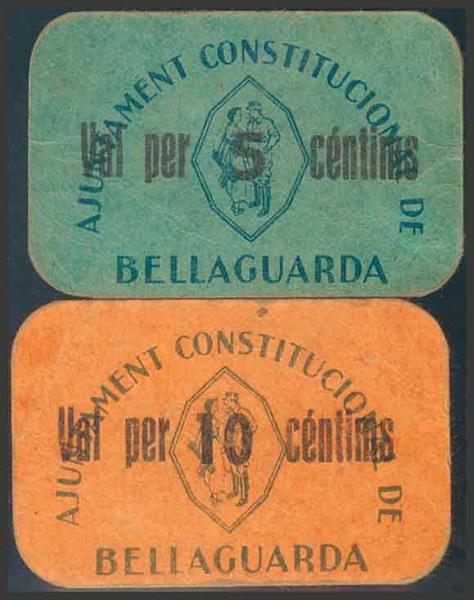 AJUNTAMENT CONSTITUCIONAL DE
Val per 5 céntims
BELLAGUARDA
AJUNTAMENT CONSTITUCIONAL DE
Val per 10 céntims
BELLAGUARDA